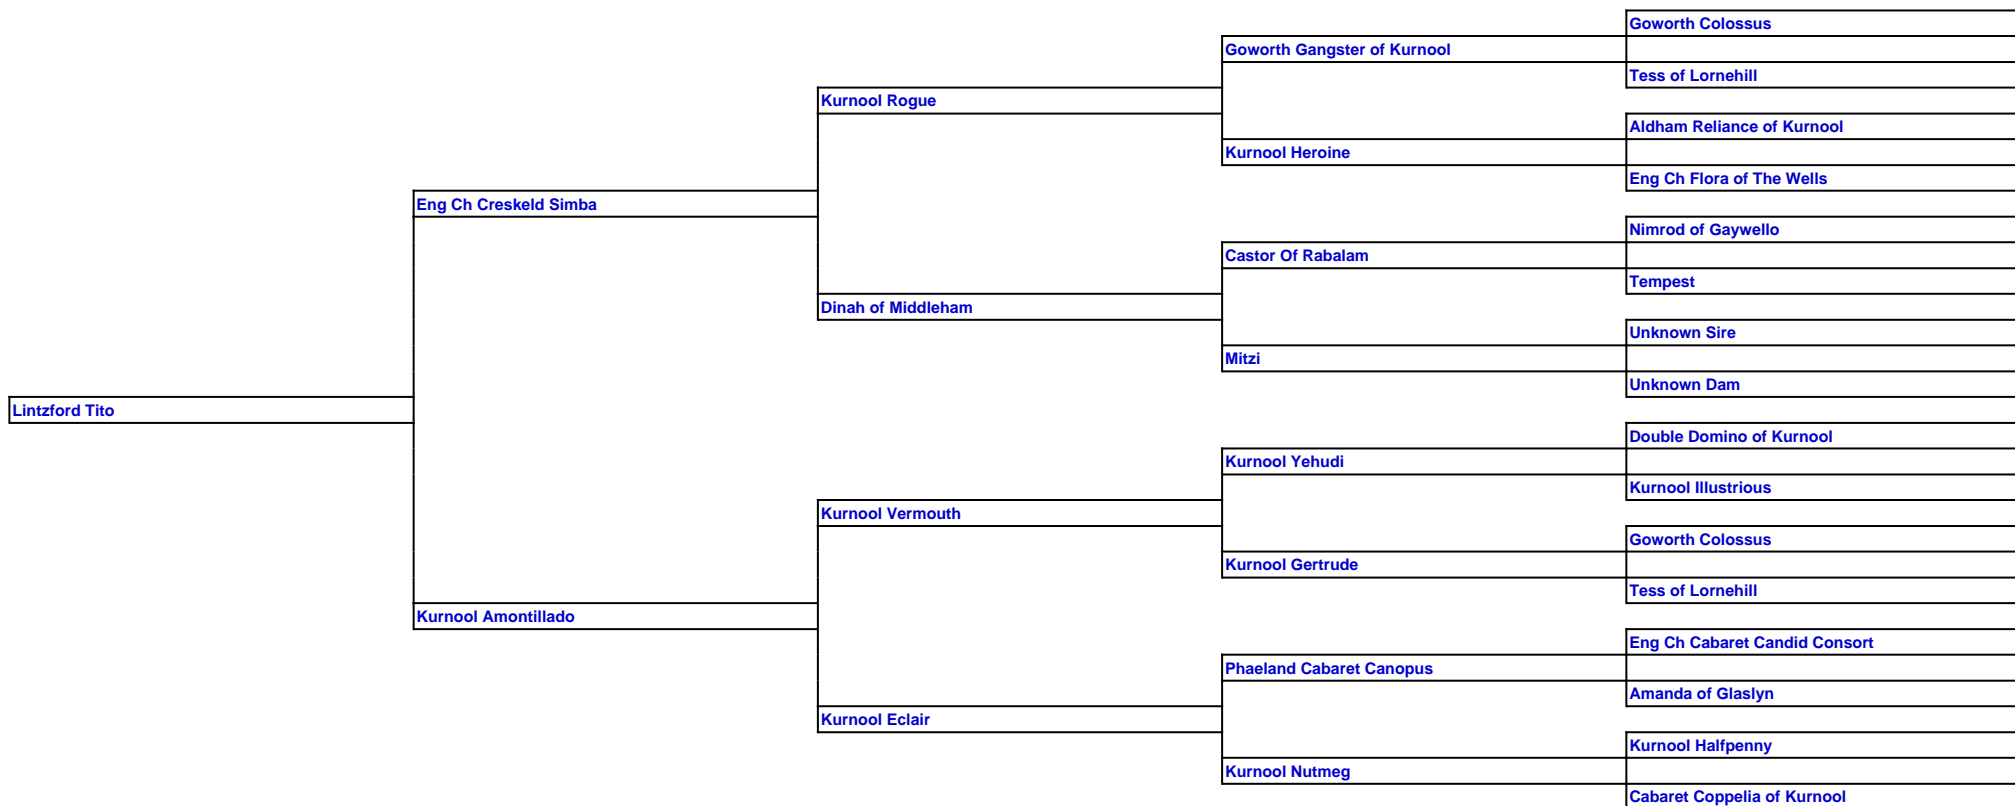 Goworth Colossus
Goworth Gangster of Kurnool
Tess of Lornehill
Kurnool Rogue
Aldham Reliance of Kurnool
Kurnool Heroine
Eng Ch Flora of The Wells
Eng Ch Creskeld Simba
Nimrod of Gaywello
Castor Of Rabalam
Tempest
Dinah of Middleham
Unknown Sire
Mitzi
Unknown Dam
Lintzford Tito
Double Domino of Kurnool
Kurnool Yehudi
Kurnool Illustrious
Kurnool Vermouth
Goworth Colossus
Kurnool Gertrude
Tess of Lornehill
Kurnool Amontillado
Eng Ch Cabaret Candid Consort
Phaeland Cabaret Canopus
Amanda of Glaslyn
Kurnool Eclair
Kurnool Halfpenny
Kurnool Nutmeg
Cabaret Coppelia of Kurnool